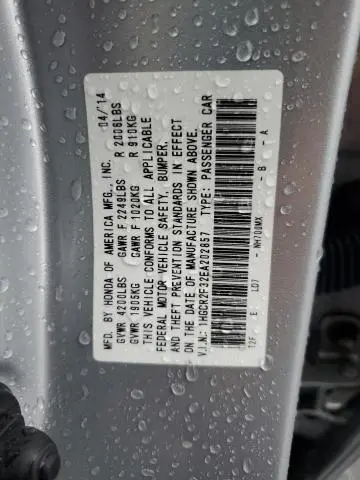 MFD. BY HONDA OF AMERICA MFG., INC. 04/'14
GVWR 4200LBS GAWR F 2249LBS R 2006LBS
GVWR 1905KG GAWR F 1020KG R 910KG
THIS VEHICLE CONFORMS TO ALL APPLICABLE
FEDERAL MOTOR VEHICLE SAFETY, BUMPER,
AND THEFT PREVENTION STANDARDS IN EFFECT
ON THE DATE OF MANUFACTURE SHOWN ABOVE.
V.I.N.: 1HGCR2F32EA202857 TYPE: PASSENGER CAR
T2F E L07 - NH700MX - B - A